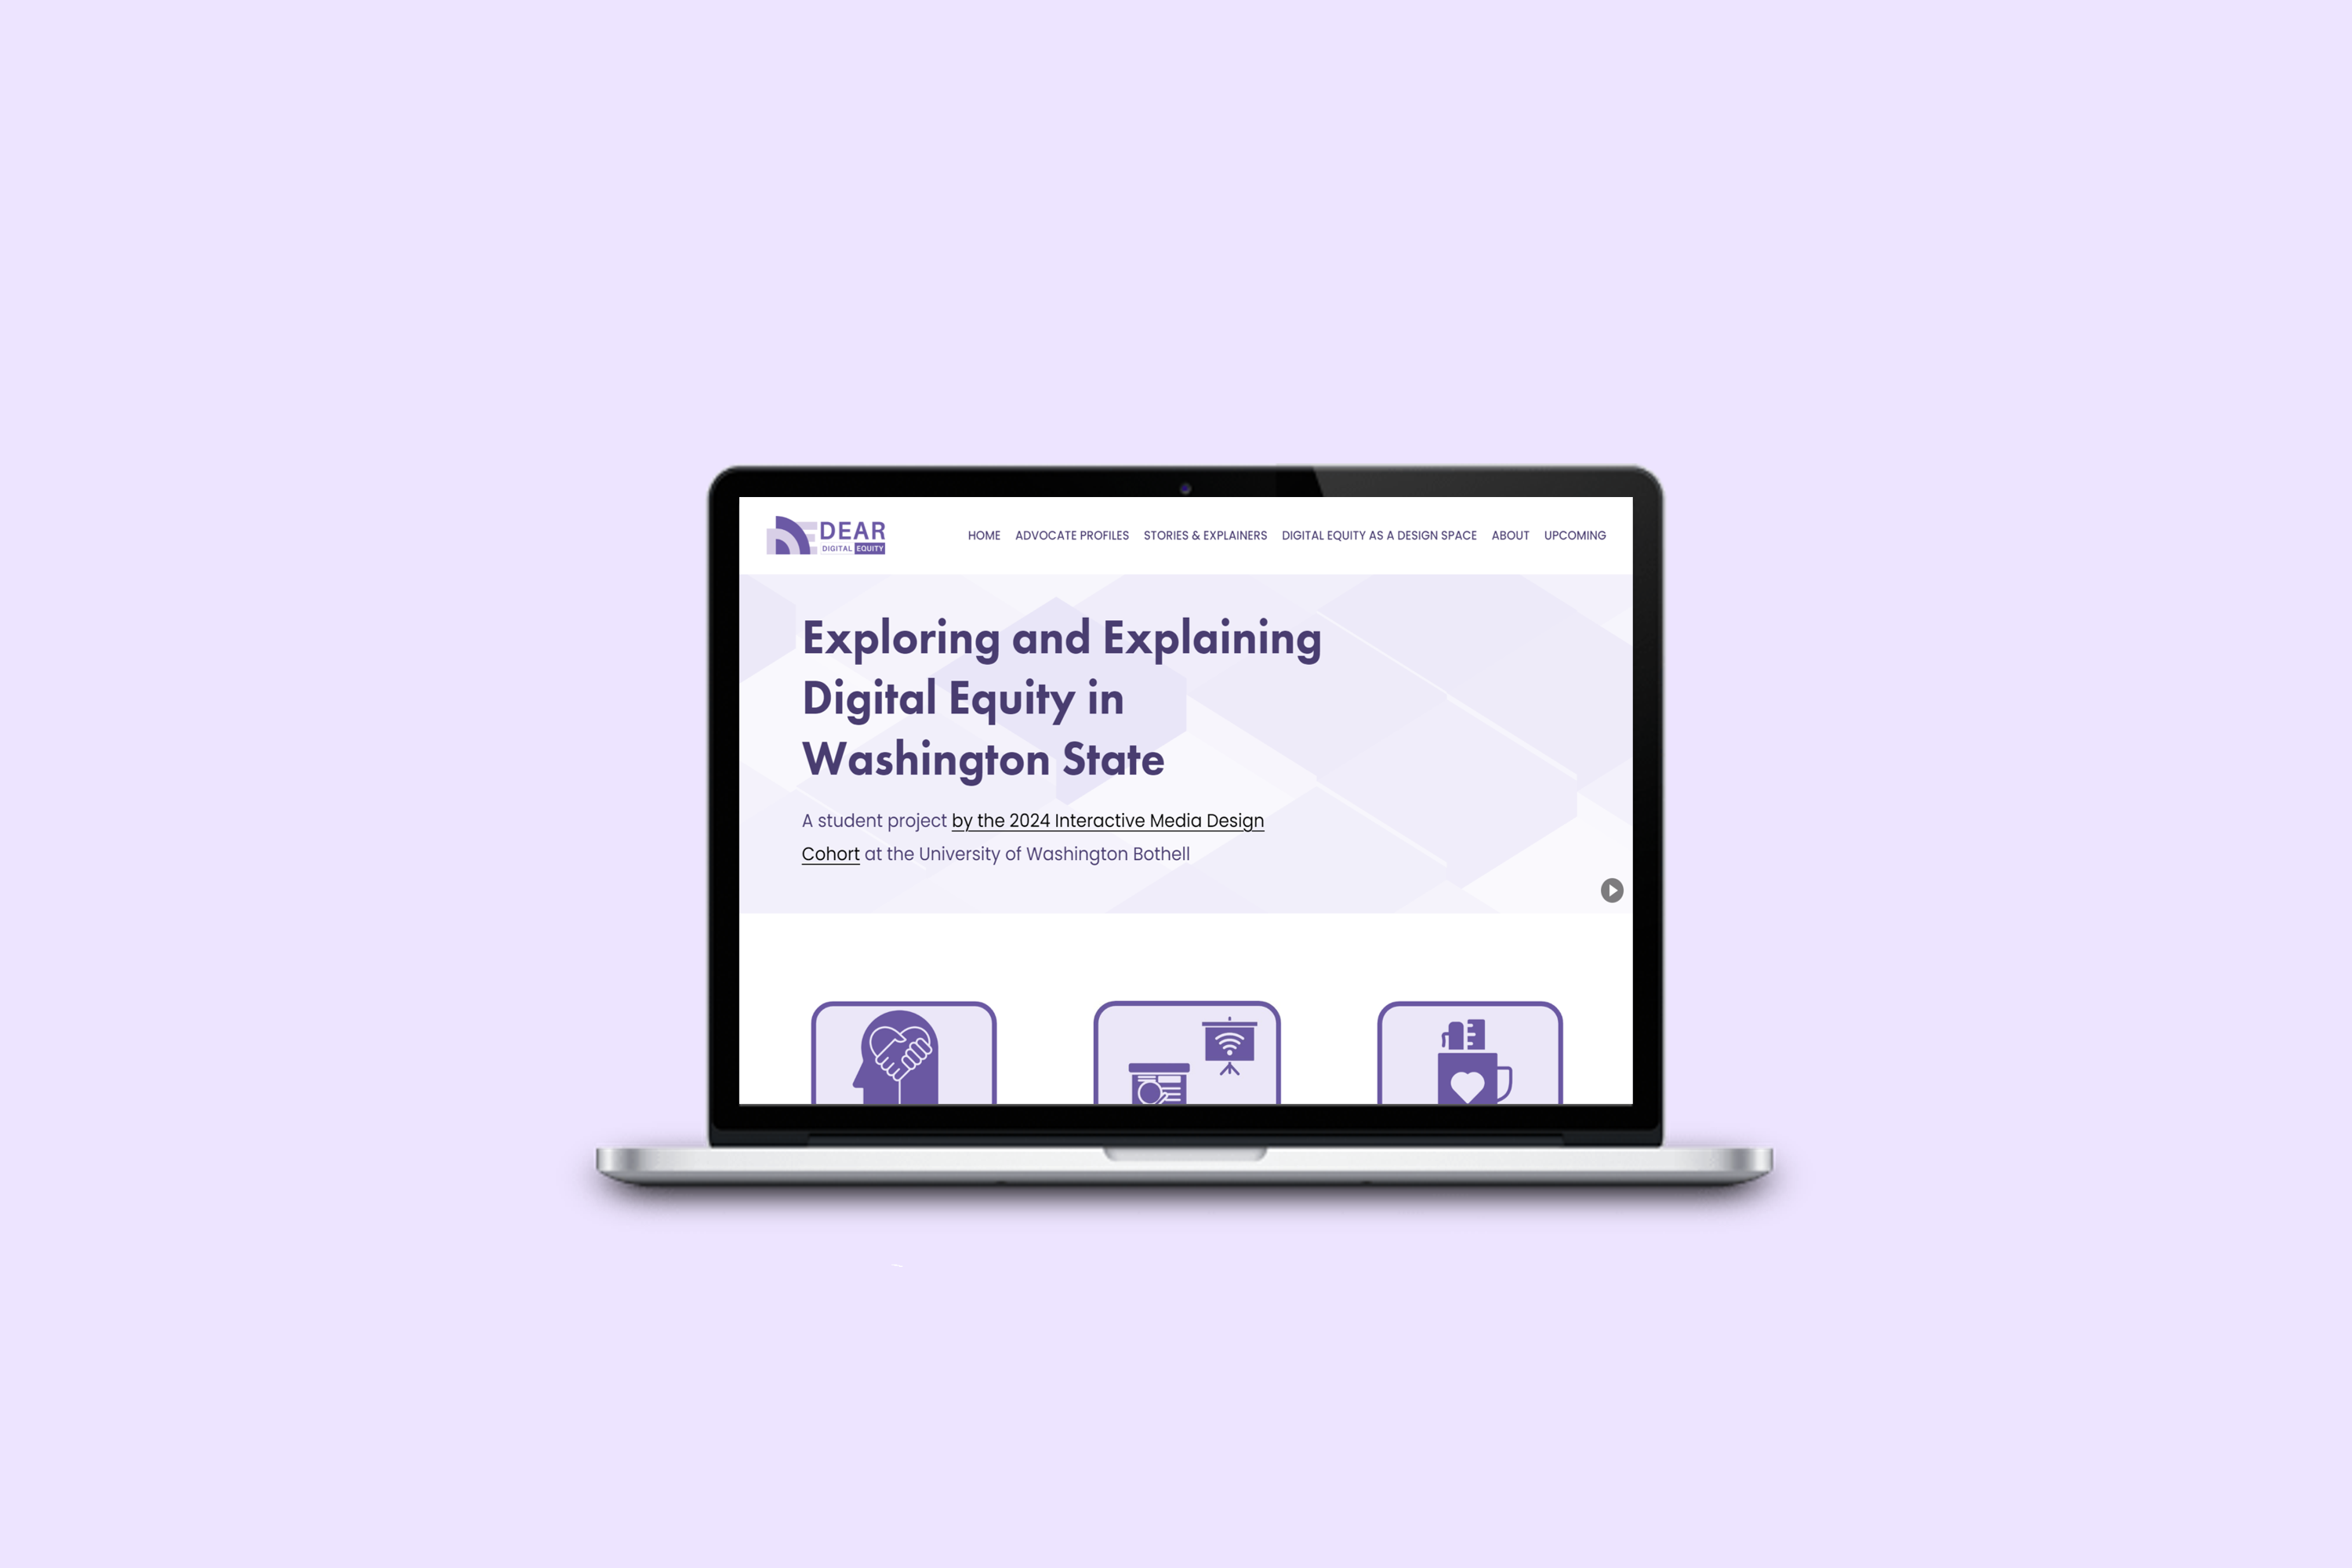 DEAR
DIGITAL EQUITY
HOME ADVOCATE PROFILES STORIES & EXPLAINERS DIGITAL EQUITY AS A DESIGN SPACE ABOUT UPCOMING
Exploring and Explaining
Digital Equity in
Washington State
A student project by the 2024 Interactive Media Design
Cohort at the University of Washington Bothell